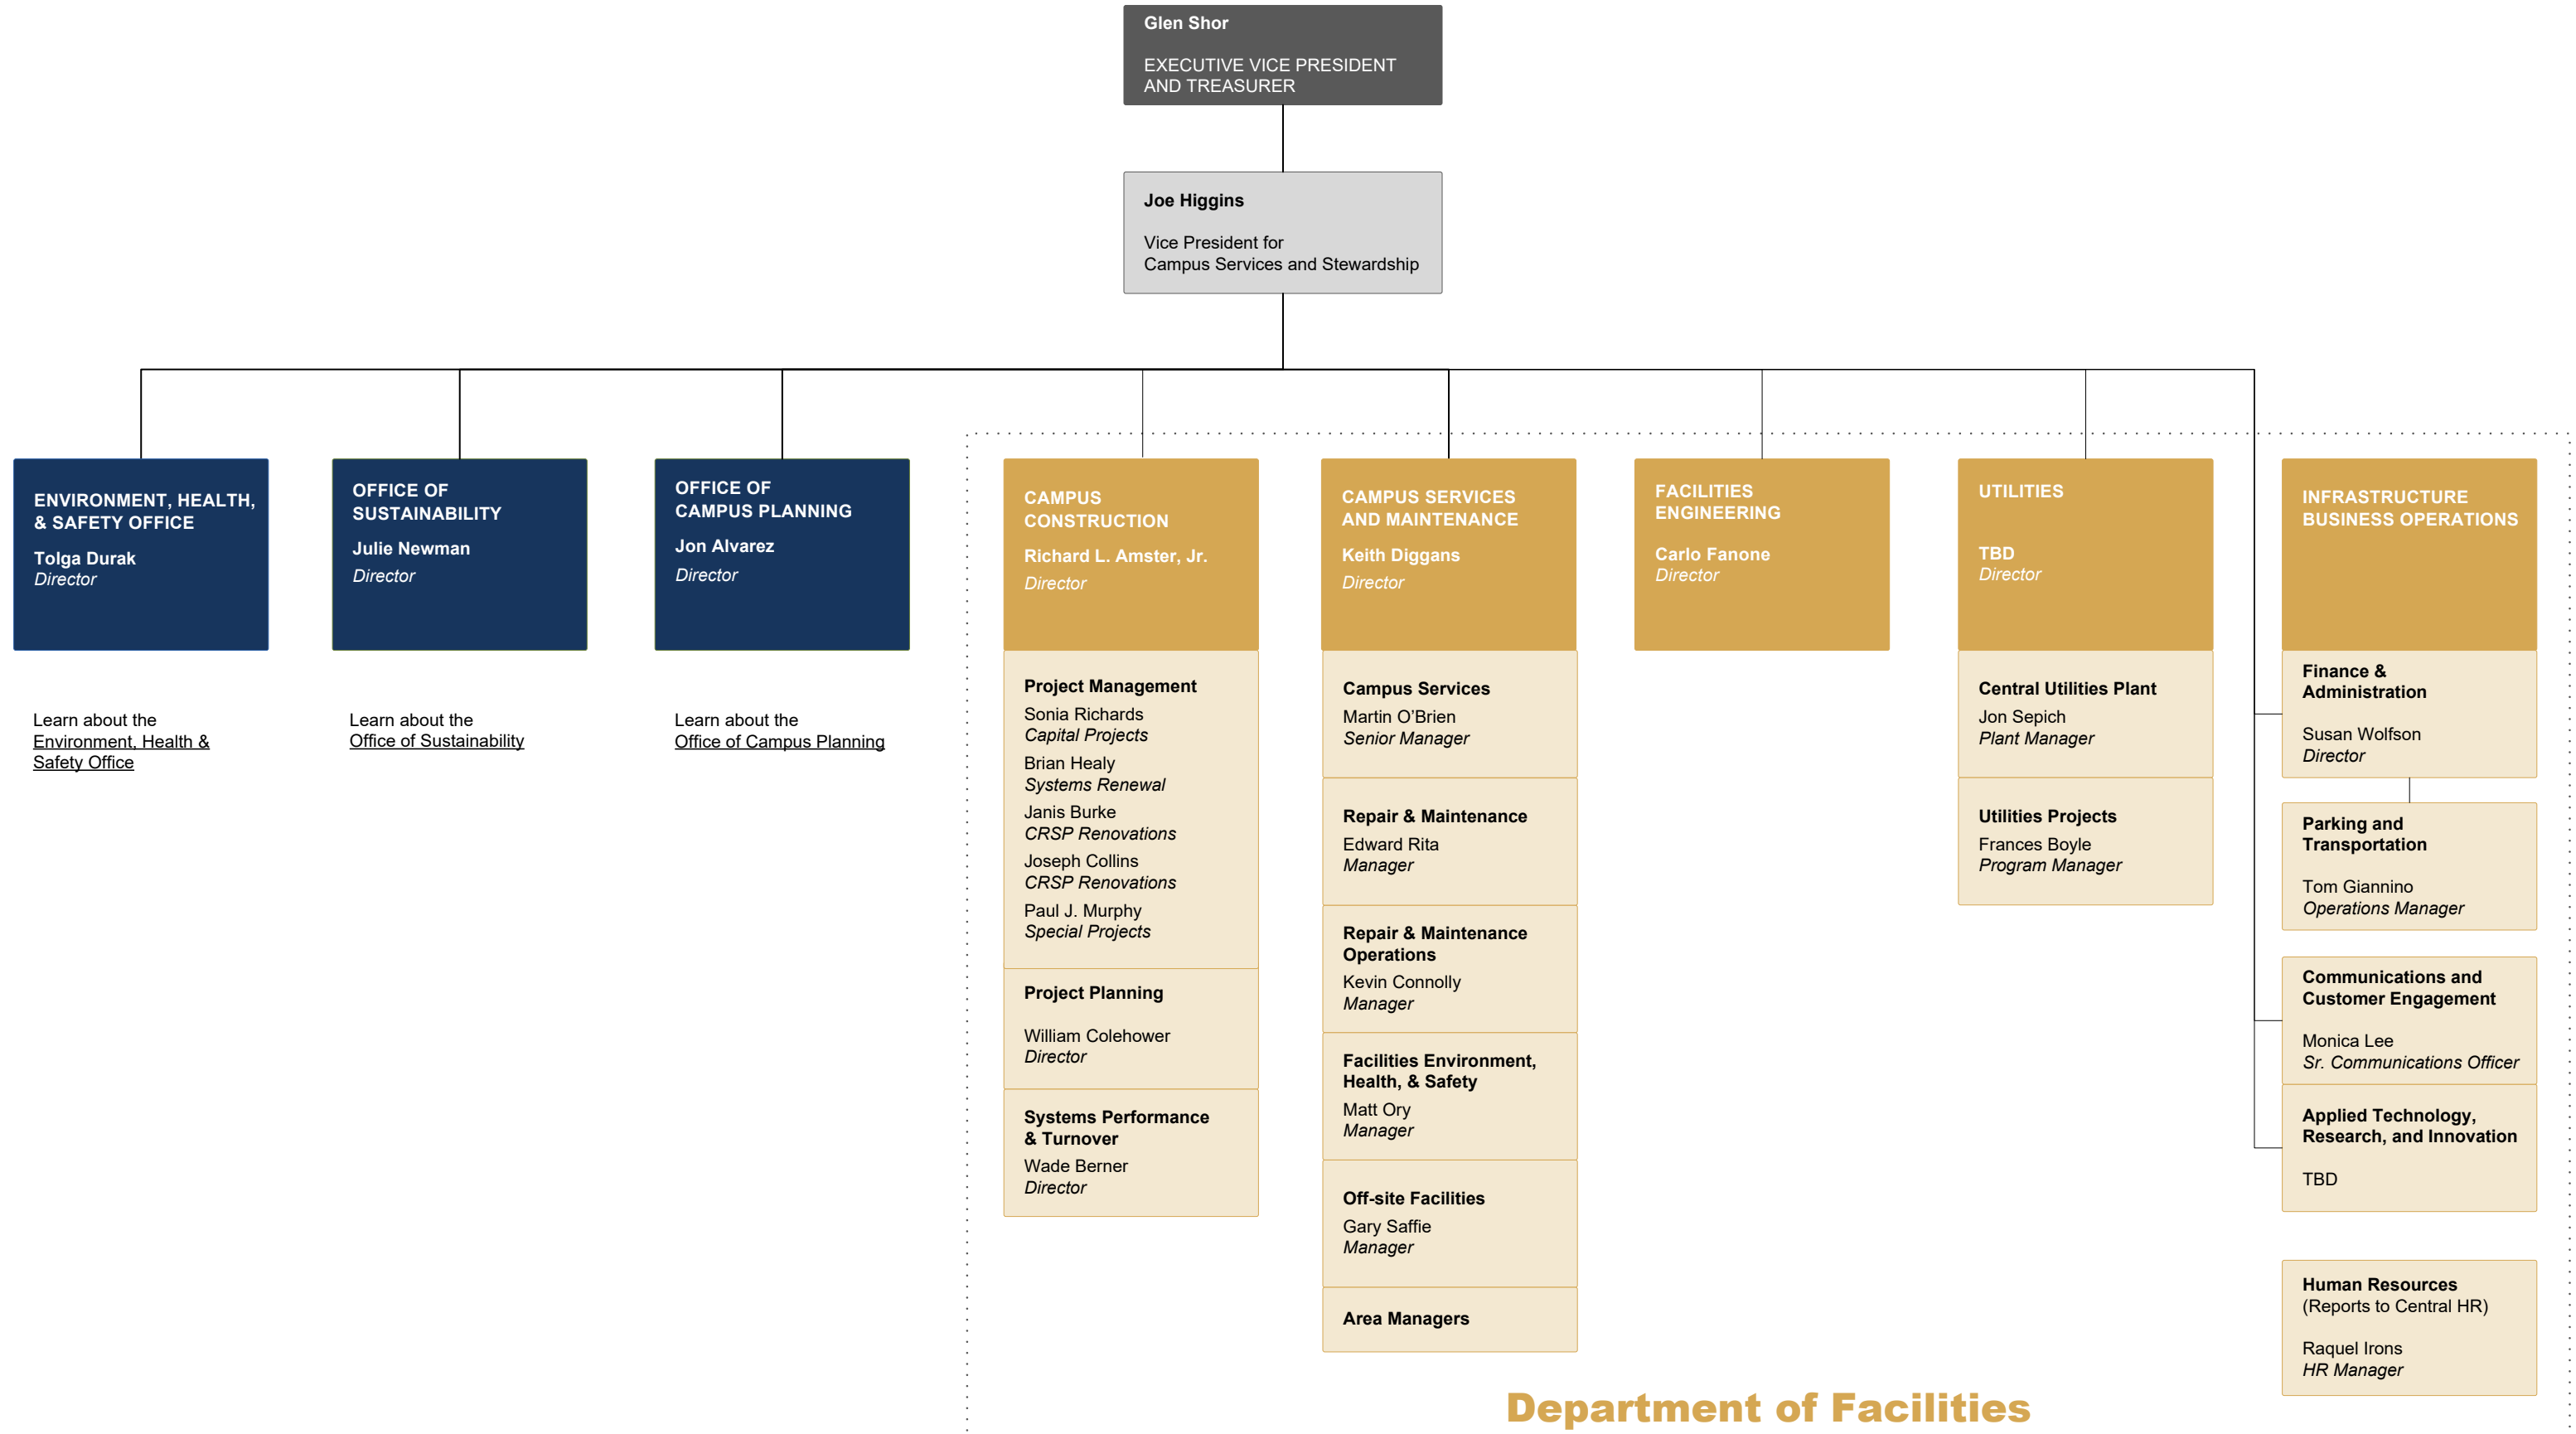 Glen Shor
EXECUTIVE VICE PRESIDENT
AND TREASURER
Joe Higgins
Vice President for
Campus Services and Stewardship
ENVIRONMENT, HEALTH,
& SAFETY OFFICE
Tolga Durak
Director
Learn about the
Environment, Health &
Safety Office
OFFICE OF
SUSTAINABILITY
Julie Newman
Director
Learn about the
Office of Sustainability
OFFICE OF
CAMPUS PLANNING
Jon Alvarez
Director
Learn about the
Office of Campus Planning
CAMPUS
CONSTRUCTION
Richard L. Amster, Jr.
Director
Project Management
Sonia Richards
Capital Projects
Brian Healy
Systems Renewal
Janis Burke
CRSP Renovations
Joseph Collins
CRSP Renovations
Paul J. Murphy
Special Projects
Project Planning
William Colehower
Director
Systems Performance
& Turnover
Wade Berner
Director
CAMPUS SERVICES
AND MAINTENANCE
Keith Diggans
Director
Campus Services
Martin O’Brien
Senior Manager
Repair & Maintenance
Edward Rita
Manager
Repair & Maintenance
Operations
Kevin Connolly
Manager
Facilities Environment,
Health, & Safety
Matt Ory
Manager
Off-site Facilities
Gary Saffie
Manager
Area Managers
FACILITIES
ENGINEERING
Carlo Fanone
Director
UTILITIES
TBD
Director
Central Utilities Plant
Jon Sepich
Plant Manager
Utilities Projects
Frances Boyle
Program Manager
INFRASTRUCTURE
BUSINESS OPERATIONS
Finance &
Administration
Susan Wolfson
Director
Parking and
Transportation
Tom Giannino
Operations Manager
Communications and
Customer Engagement
Monica Lee
Sr. Communications Officer
Applied Technology,
Research, and Innovation
TBD
Human Resources
(Reports to Central HR)
Raquel Irons
HR Manager
Department of Facilities